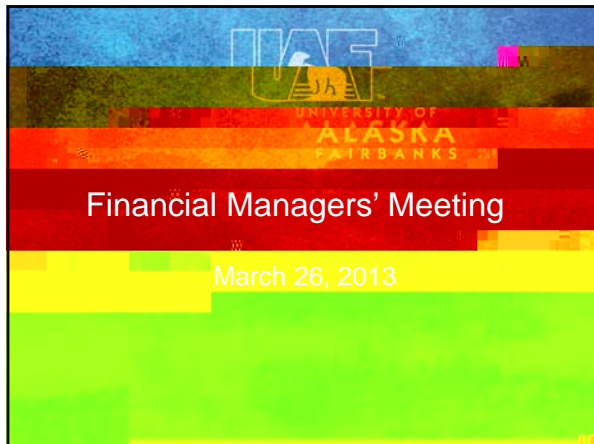 UAF
UNIVERSITY OF
ALASKA
FAIRBANKS
Financial Managers' Meeting
March 26, 2013